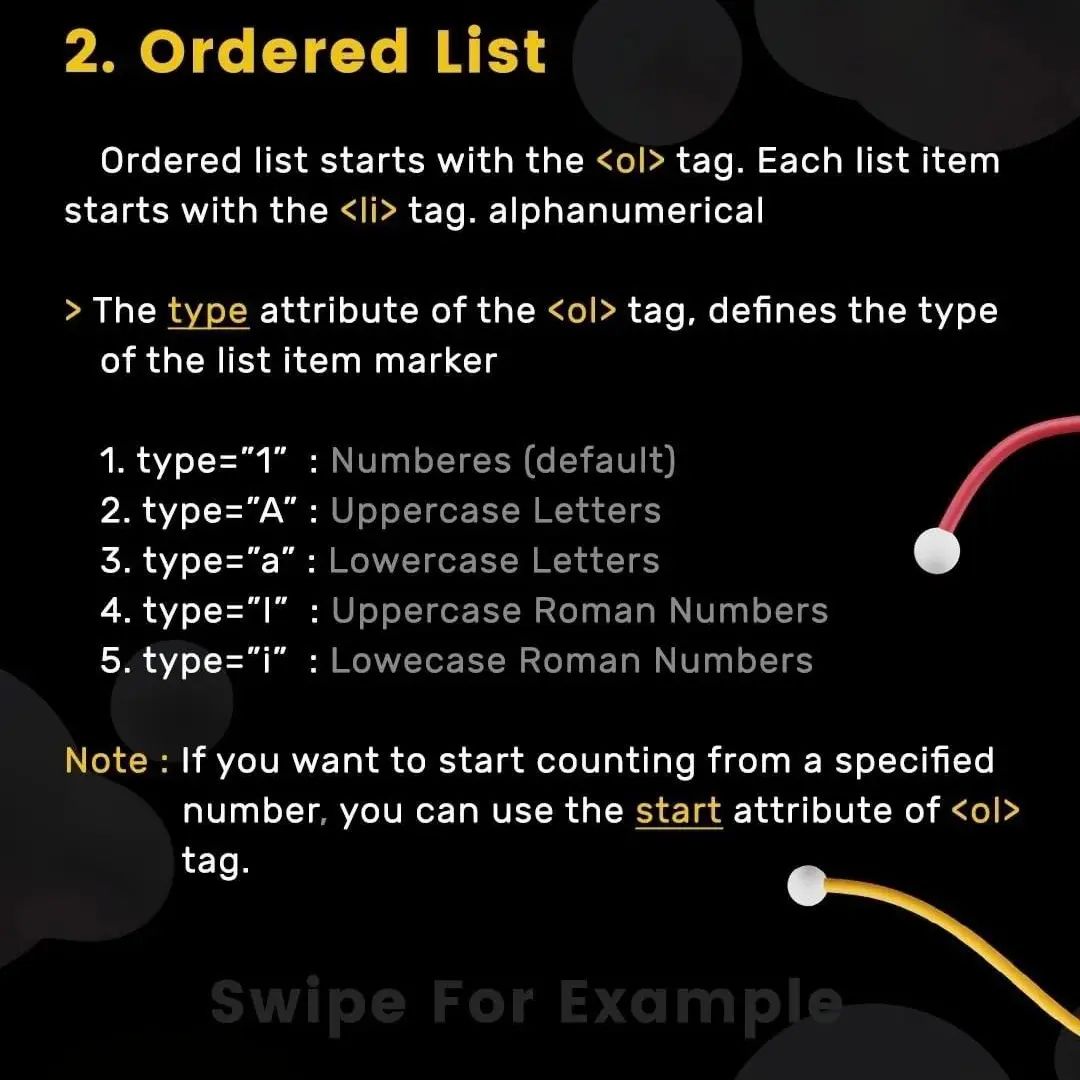 2. Ordered List
Ordered list starts with the <ol> tag. Each list item
starts with the <li> tag. alphanumerical
> The type attribute of the <ol> tag, defines the type
of the list item marker
1. type="1" : Numberes (default)
2. type="A" : Uppercase Letters
3. type="a" : Lowercase Letters
4. type="I" : Uppercase Roman Numbers
5. type="i" : Lowecase Roman Numbers
Note : If you want to start counting from a specified
number, you can use the start attribute of <ol>
tag.
Swipe For Example